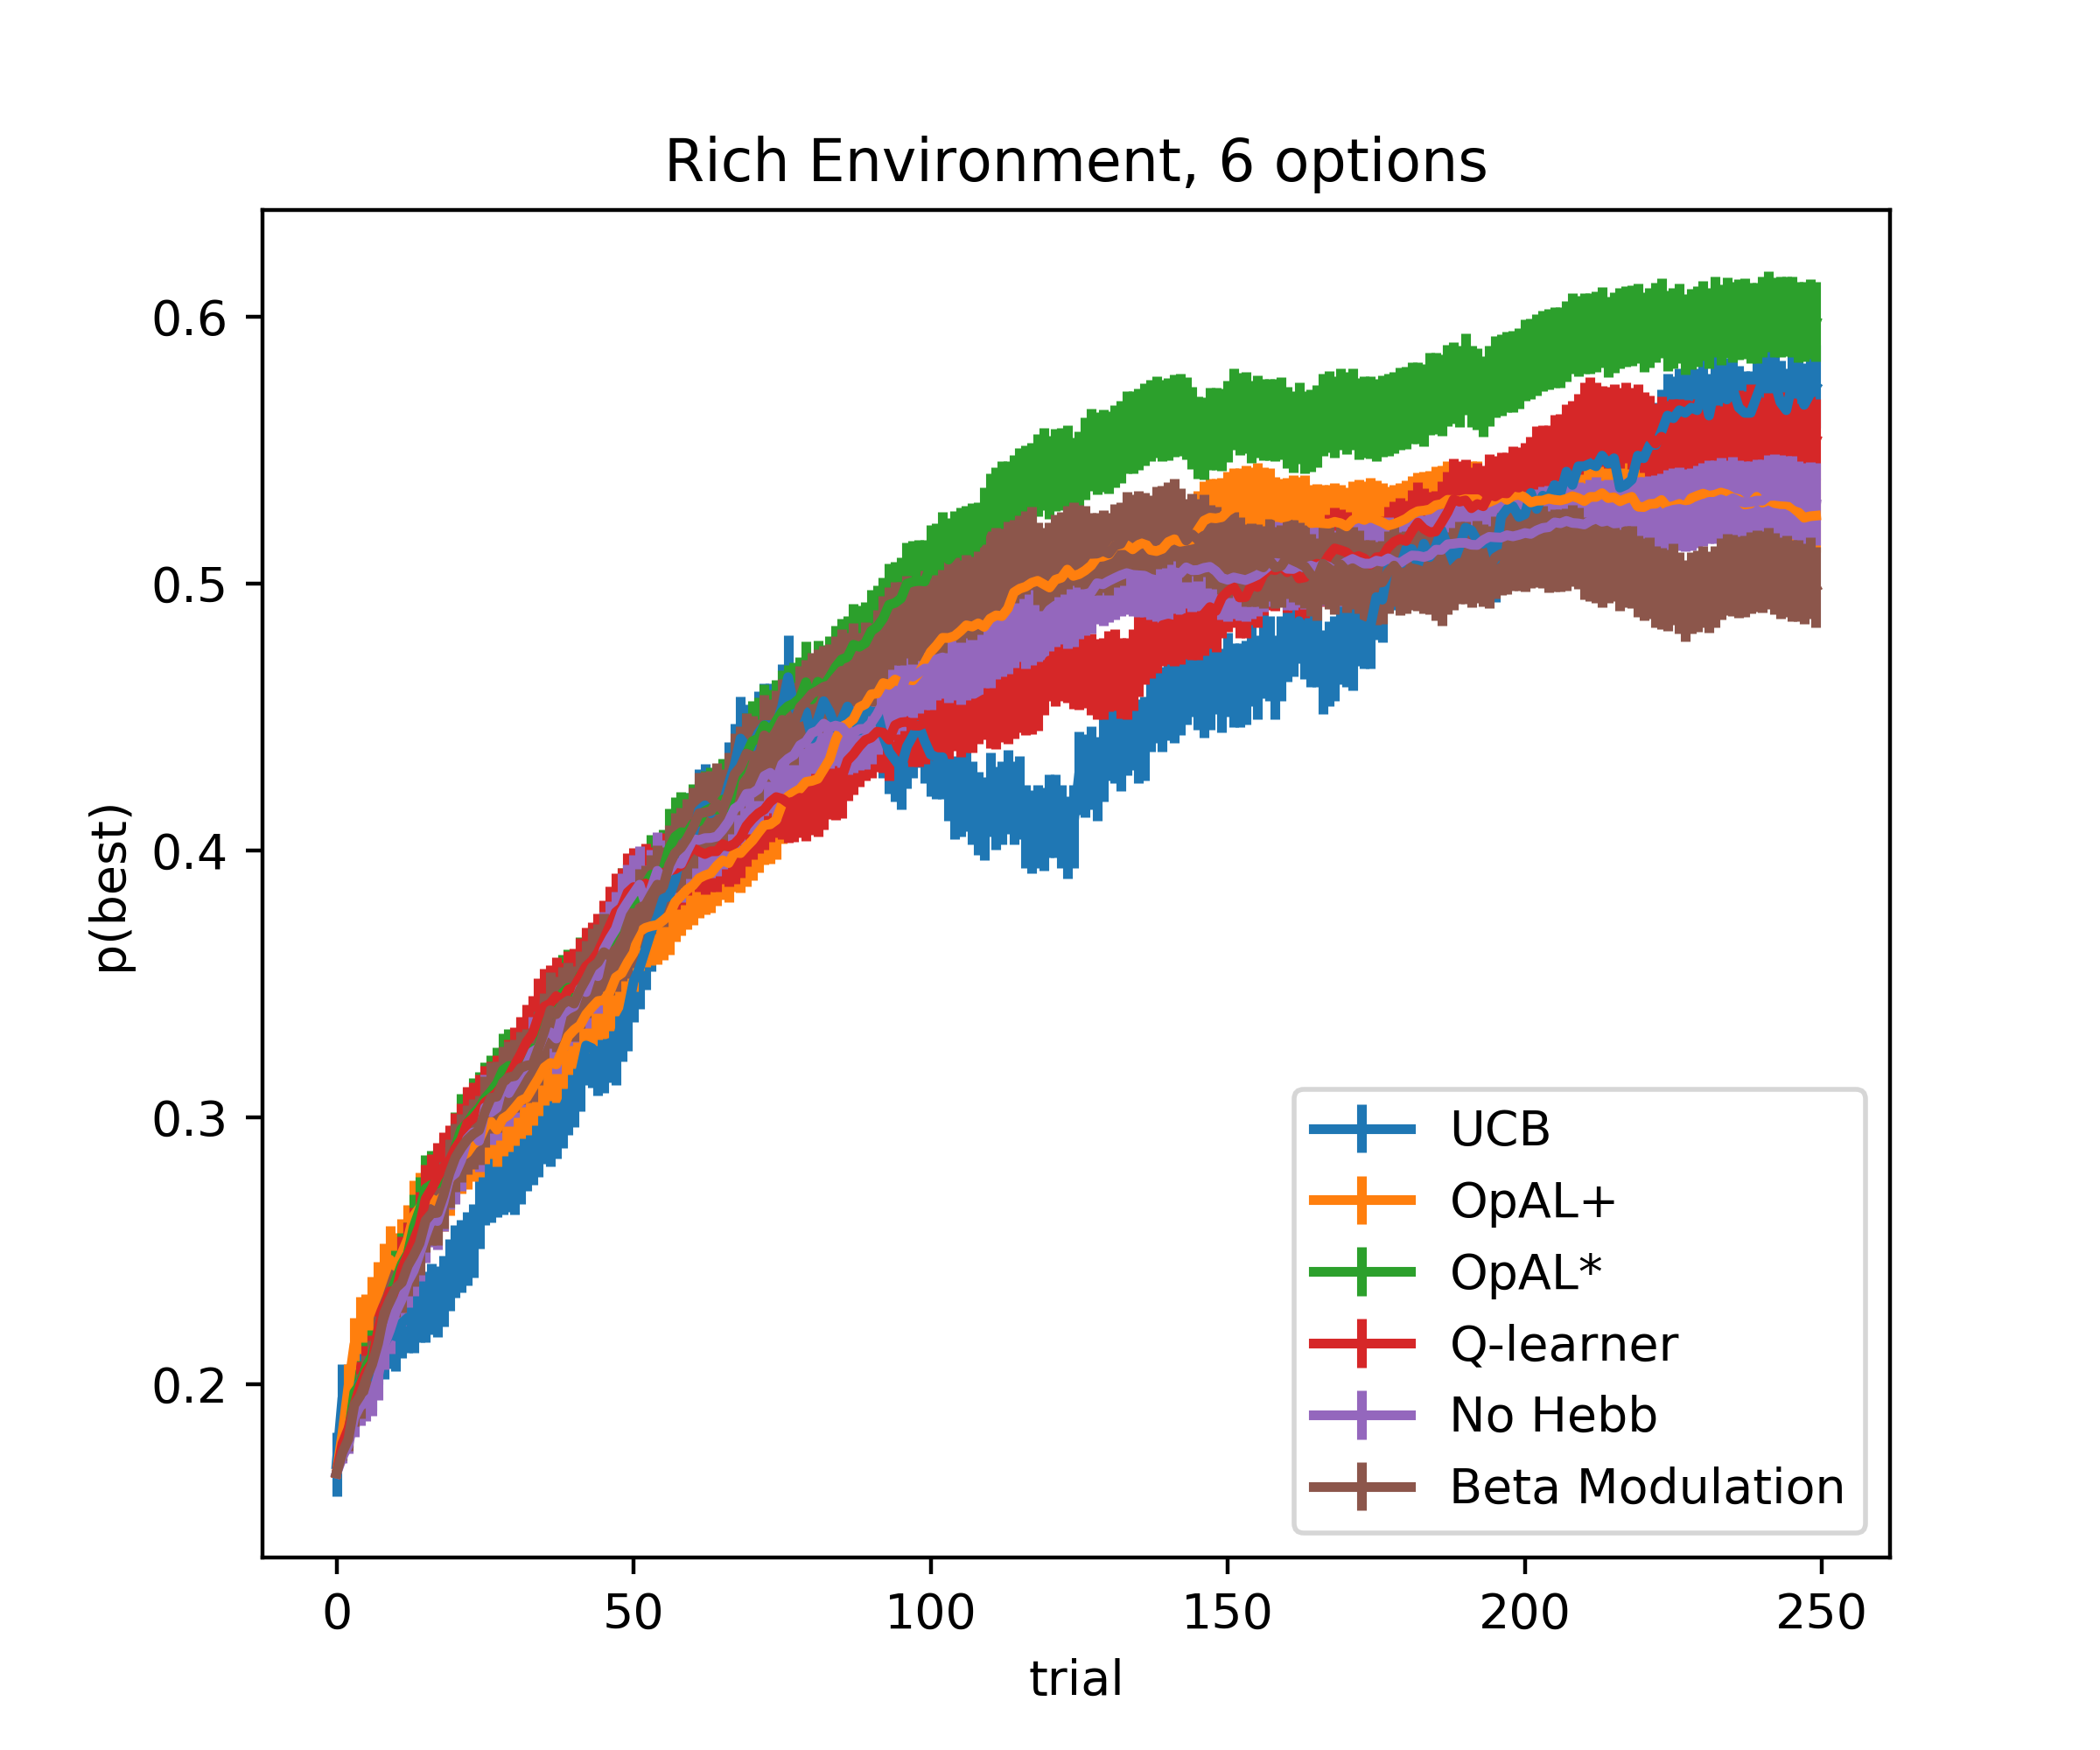 Rich Environment, 6 options
p(best)
0.6
0.5
0.4
0.3
0.2
UCB
OpAL+
OpAL*
Q-learner
No Hebb
Beta Modulation
0 50 100 150 200 250
trial